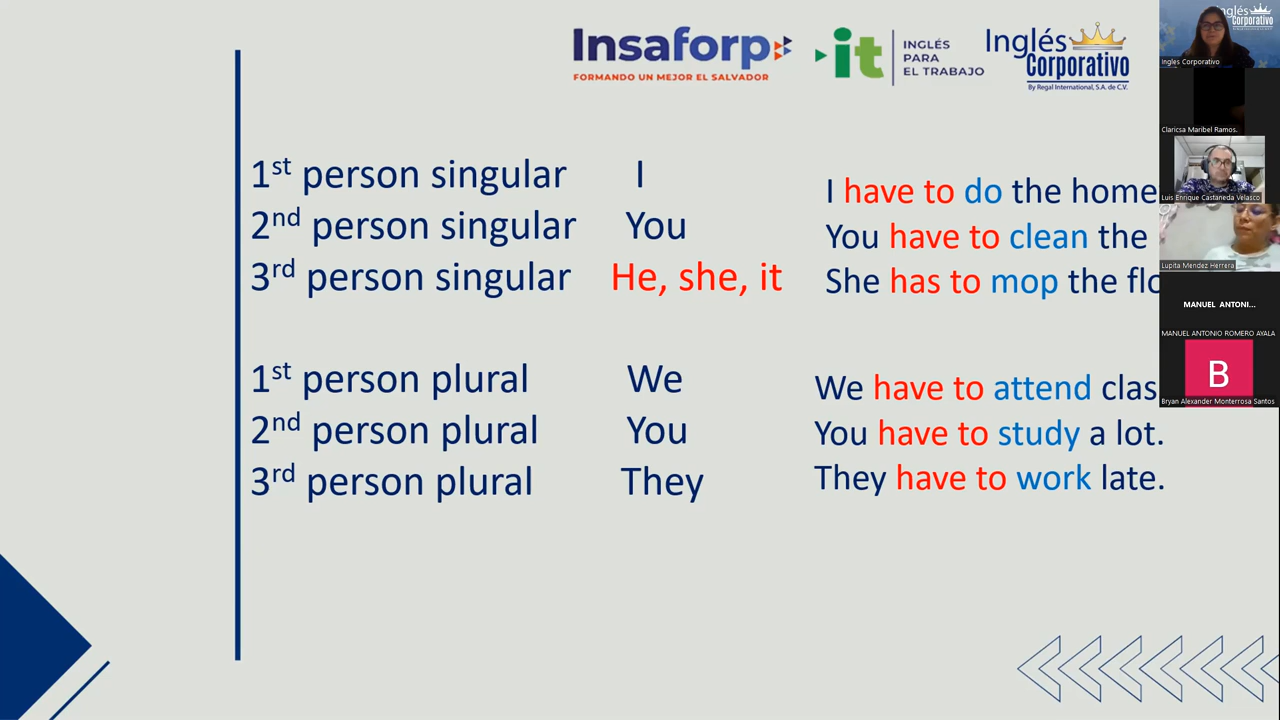 Insaforp
FORMANDO UN MEJOR EL SALVADOR
it
INGLÉS
PARA
EL TRABAJO
Inglés
Corporativo
By Regal International, S.A. de C.V.
1st person singular I
2nd person singular You
3rd person singular He, she, it
I have to do the home
You have to clean the
She has to mop the flo
1st person plural We
2nd person plural You
3rd person plural They
We have to attend clas
You have to study a lot.
They have to work late.
Inglés
Corporativo
Ingles Corporativo
Claricsa Maribel Ramos.
Luis Enrique Castaneda Velasco
Lupita Mendez Herrera
MANUEL ANTONI...
MANUEL ANTONIO ROMERO AYALA
B
Bryan Alexander Monterrosa Santos